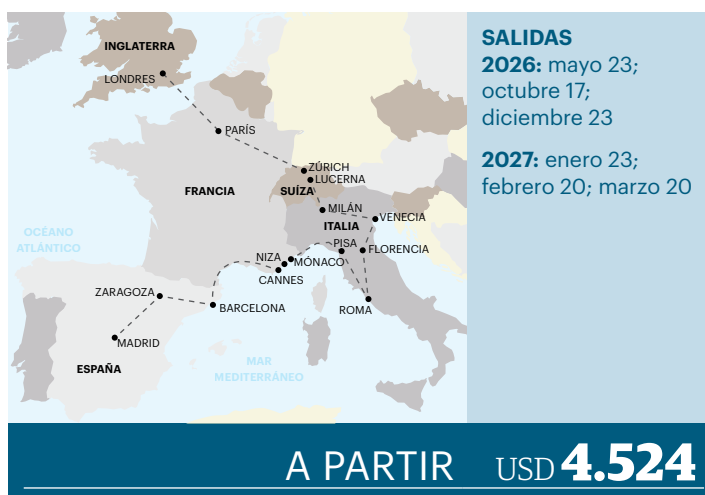 INGLATERRA
LONDRES
PARÍS
ZÚRICH
LUCERNA
FRANCIA
SUÍZA
MILÁN
VENECIA
ITALIA
OCÉANO
ATLÁNTICO
PISA
FLORENCIA
NIZA
MÓNACO
CANNES
ZARAGOZA
BARCELONA
ROMA
MADRID
ESPAÑA
MAR
MEDITERRÁNEO
SALIDAS
2026: mayo 23;
octubre 17;
diciembre 23
2027: enero 23;
febrero 20; marzo 20
A PARTIR USD 4.524